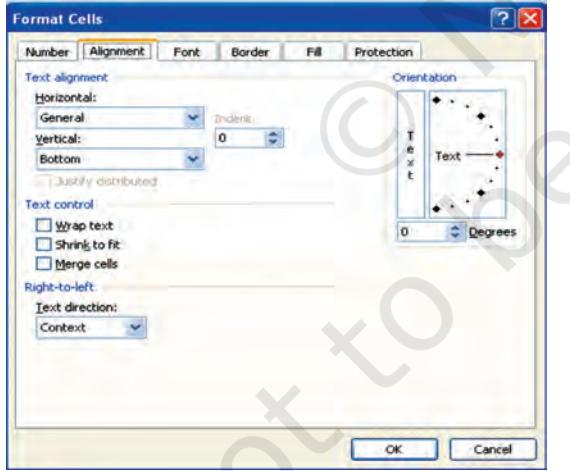 Format Cells
Number Alignment Font Border Fill Protection
Text alignment
Horizontal:
General
Indent:
Vertical:
0
Bottom
Justify distributed
Text control
Wrap text
Shrink to fit
Merge cells
Right-to-left
Text direction:
Context
Orientation
Text
Text
0 Degrees
OK Cancel
©
not to be